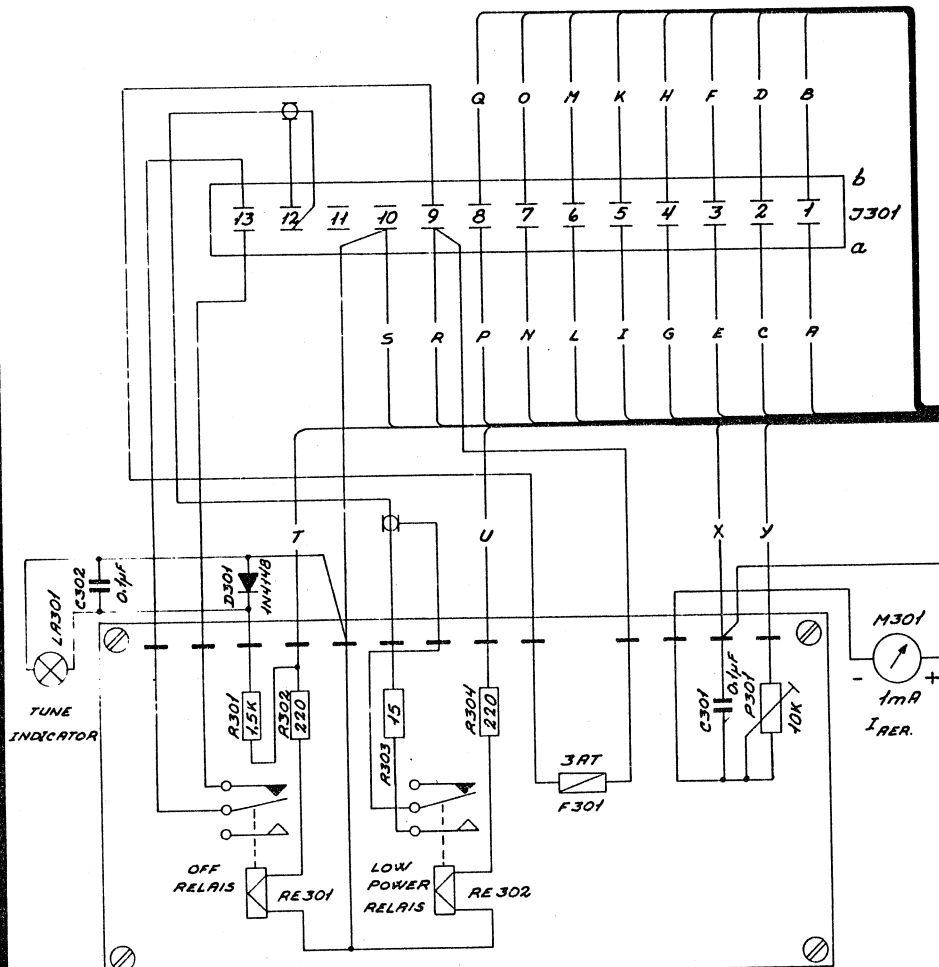 Q O M K H F D B
b
13 12 11 10 9 8 7 6 5 4 3 2 1
J301
a
S R P N L I G E C A
T U X Y
C302
0.1µF
D301
1N4148
LA301
TUNE
INDICATOR
R301
1.5K
R302
220
15
R303
R304
220
C301
0.1µF
P301
10K
M301
- +
1mA
I AER.
3AT
F301
OFF
RELAIS
RE301
LOW
POWER
RELAIS
RE302